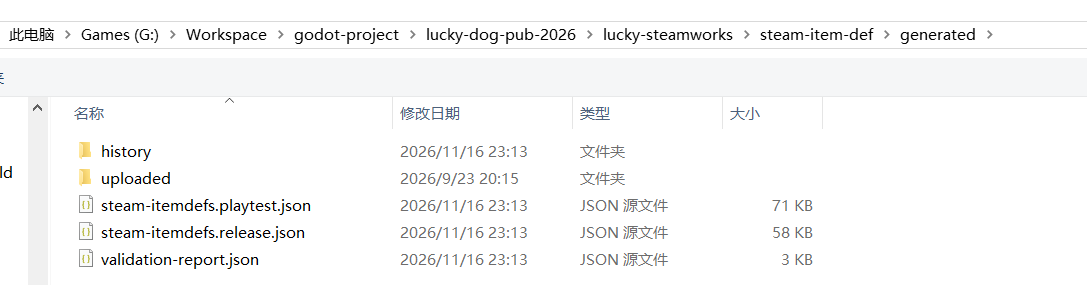 此电脑 > Games (G:) > Workspace > godot-project > lucky-dog-pub-2026 > lucky-steamworks > steam-item-def > generated >
名称 修改日期 类型 大小
history 2026/11/16 23:13 文件夹
ld
uploaded 2026/9/23 20:15 文件夹
steam-itemdefs.playtest.json 2026/11/16 23:13 JSON 源文件 71 KB
steam-itemdefs.release.json 2026/11/16 23:13 JSON 源文件 58 KB
validation-report.json 2026/11/16 23:13 JSON 源文件 3 KB